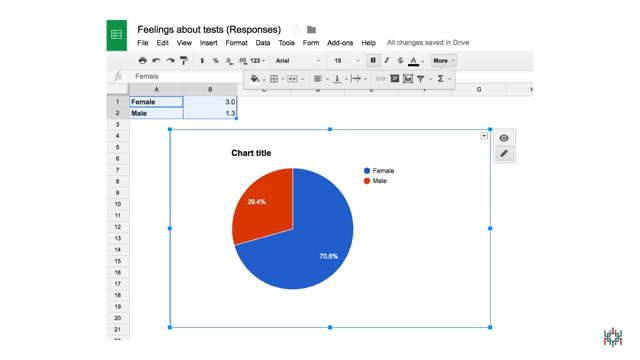 Feelings about tests (Responses)
File Edit View Insert Format Data Tools Form Add-ons Help All changes saved in Drive
$ % .0 .00 123 Arial 10 B I A More
fx Female
A B C D E F G H
1 Female 3.0
2 Male 1.3
3
4
5
6
7
8
9
10
11
12
13
14
15
16
17
18
19
20
21
Chart title
Female
Male
29.4%
70.6%